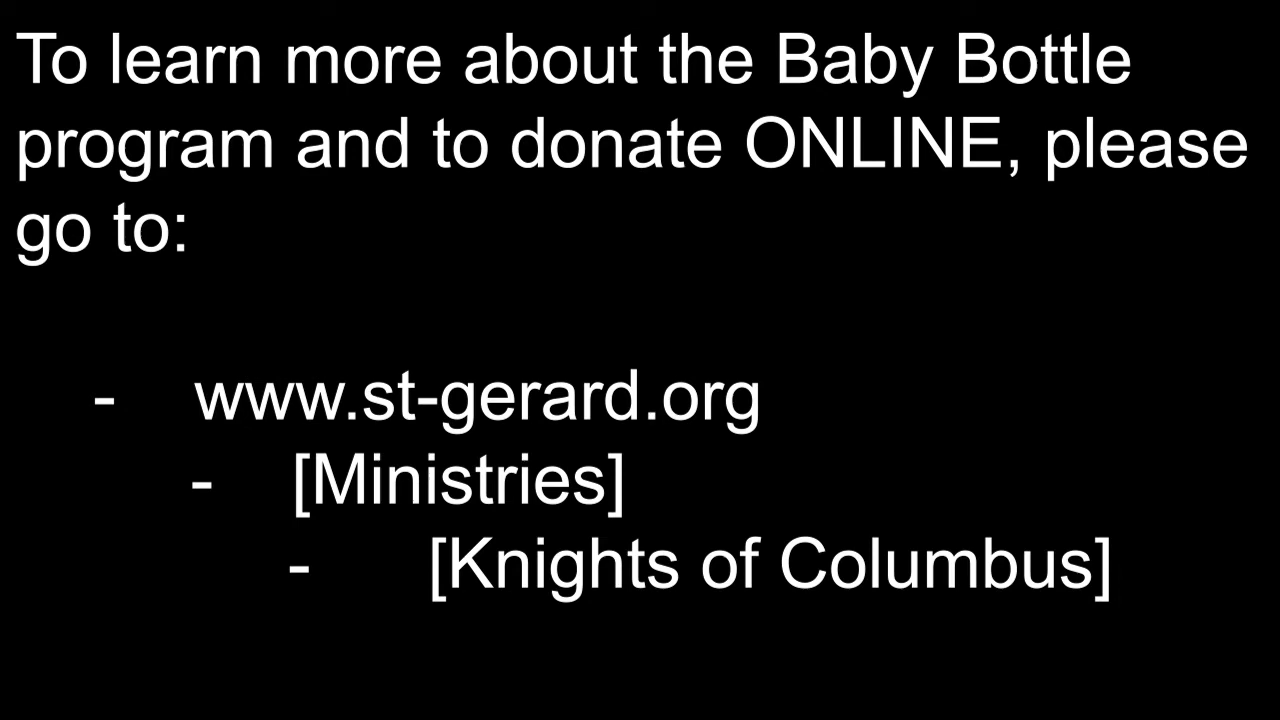 To learn more about the Baby Bottle
program and to donate ONLINE, please
go to:
- www.st-gerard.org
- [Ministries]
- [Knights of Columbus]